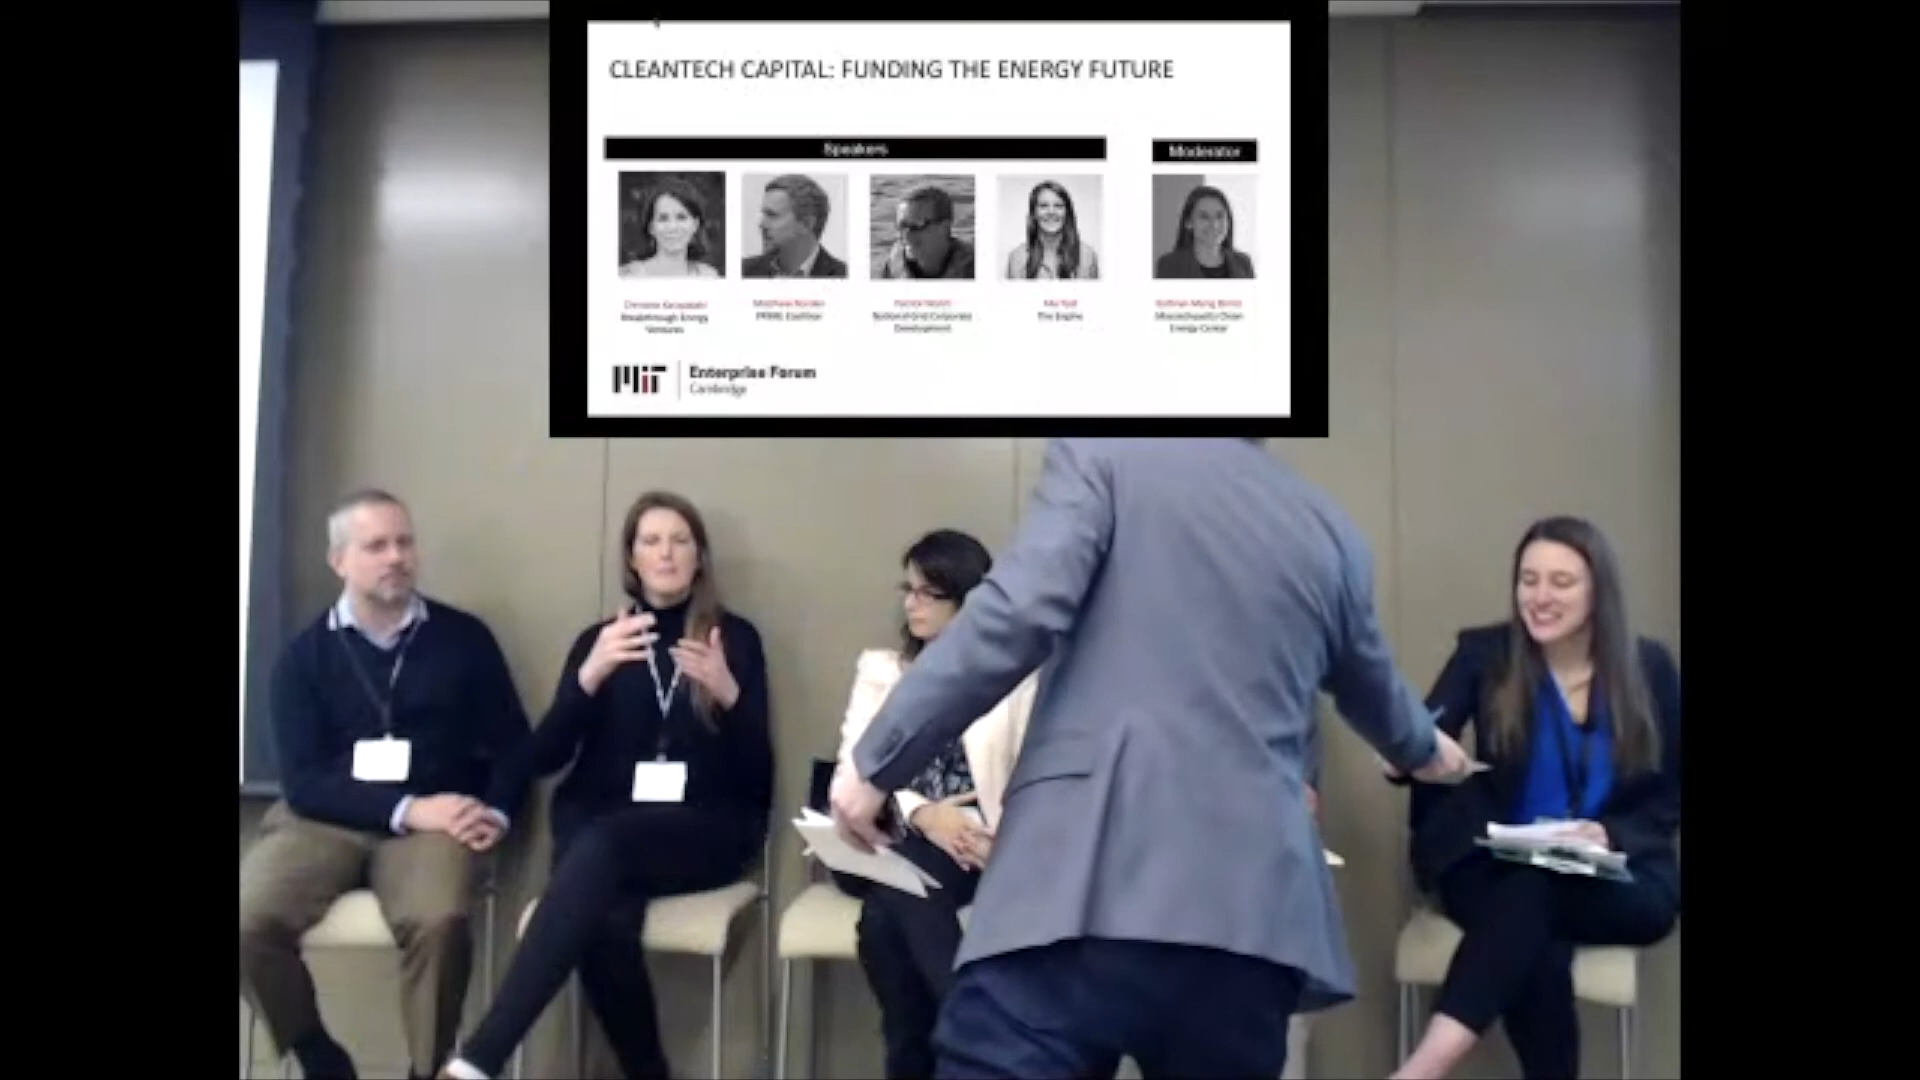 CLEANTECH CAPITAL: FUNDING THE ENERGY FUTURE
Speakers
Moderator
Breakthrough Energy
Ventures
PRIME Coalition
National Grid Corporate
Development
The Engine
Massachusetts Clean
Energy Center
MIT
Enterprise Forum
Cambridge